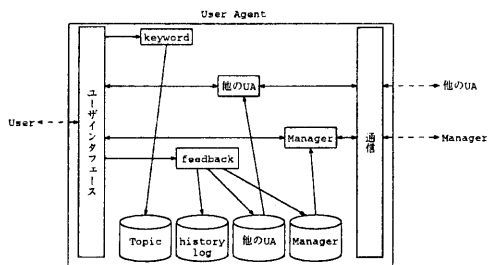 User Agent
keyword
他のUA
他のUA
User
ユーザインタフェース
通信
Manager
Manager
feedback
Topic
history
log
他のUA
Manager